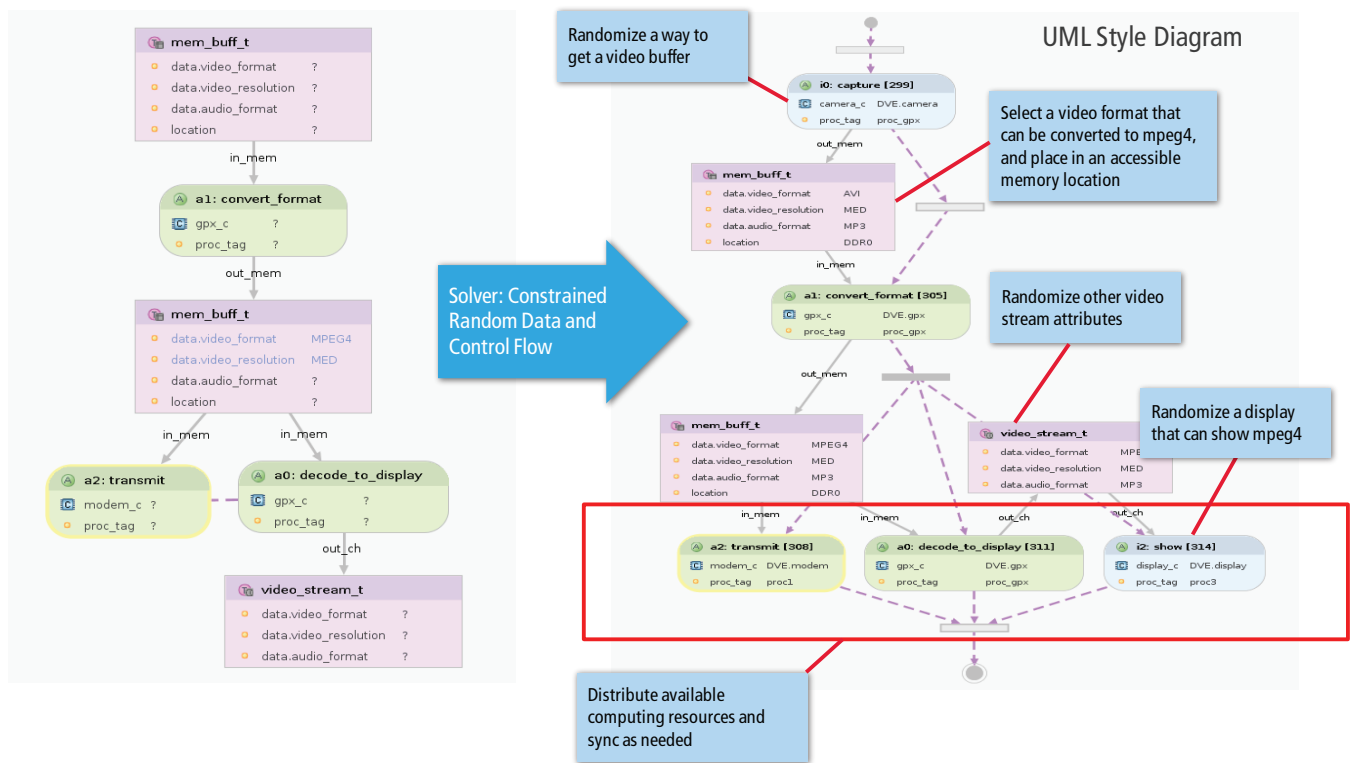 mem_buff_t
data.video_format ?
data.video_resolution ?
data.audio_format ?
location ?
in_mem
a1: convert_format
gpx_c ?
proc_tag ?
out_mem
mem_buff_t
data.video_format MPEG4
data.video_resolution MED
data.audio_format ?
location ?
in_mem in_mem
a2: transmit
modem_c ?
proc_tag ?
a0: decode_to_display
gpx_c ?
proc_tag ?
out_ch
video_stream_t
data.video_format ?
data.video_resolution ?
data.audio_format ?
Solver: Constrained
Random Data and
Control Flow
UML Style Diagram
Randomize a way to
get a video buffer
i0: capture [299]
camera_c DVE.camera
proc_tag proc_gpx
out_mem
Select a video format that
can be converted to mpeg4,
and place in an accessible
memory location
mem_buff_t
data.video_format AVI
data.video_resolution MED
data.audio_format MP3
location DDR0
in_mem
a1: convert_format [305]
gpx_c DVE.gpx
proc_tag proc_gpx
Randomize other video
stream attributes
out_mem
Randomize a display
that can show mpeg4
mem_buff_t
data.video_format MPEG4
data.video_resolution MED
data.audio_format MP3
location DDR0
video_stream_t
data.video_format
data.video_resolution MED
data.audio_format MP3
in_mem in_mem out_ch out_ch
a2: transmit [308]
modem_c DVE.modem
proc_tag proc1
a0: decode_to_display [311]
gpx_c DVE.gpx
proc_tag proc_gpx
i2: show [314]
display_c DVE.display
proc_tag proc3
Distribute available
computing resources and
sync as needed